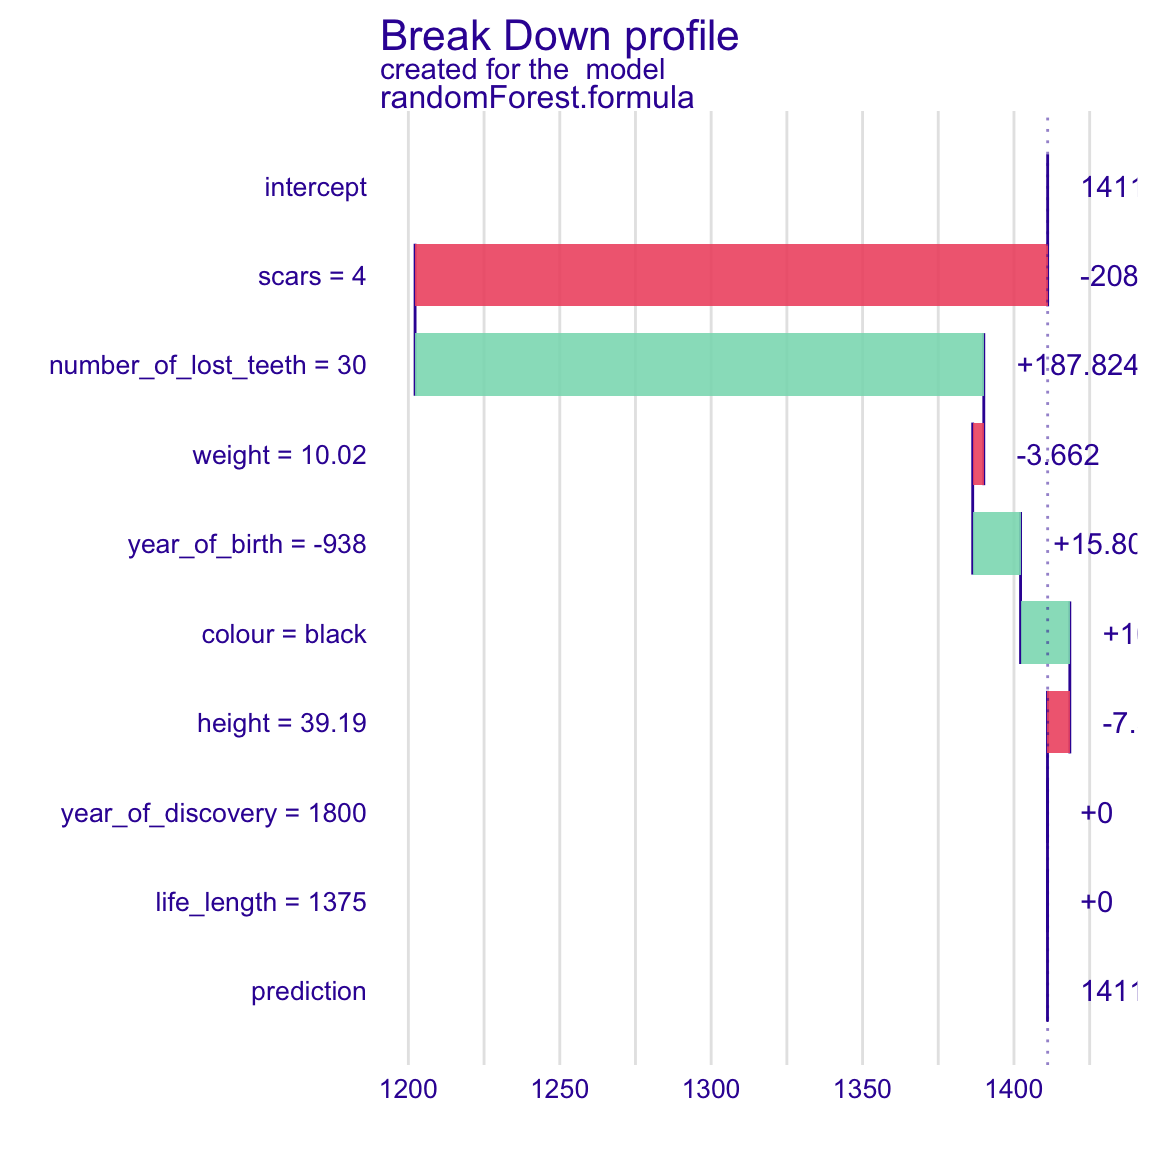 Break Down profile
created for the  model
randomForest.formula
intercept 1411
scars = 4 -208
number_of_lost_teeth = 30 +187.824
weight = 10.02 -3.662
year_of_birth = -938 +15.80
colour = black
height = 39.19 -7.
year_of_discovery = 1800 +0
life_length = 1375 +0
prediction 1411
1200 1250 1300 1350 1400